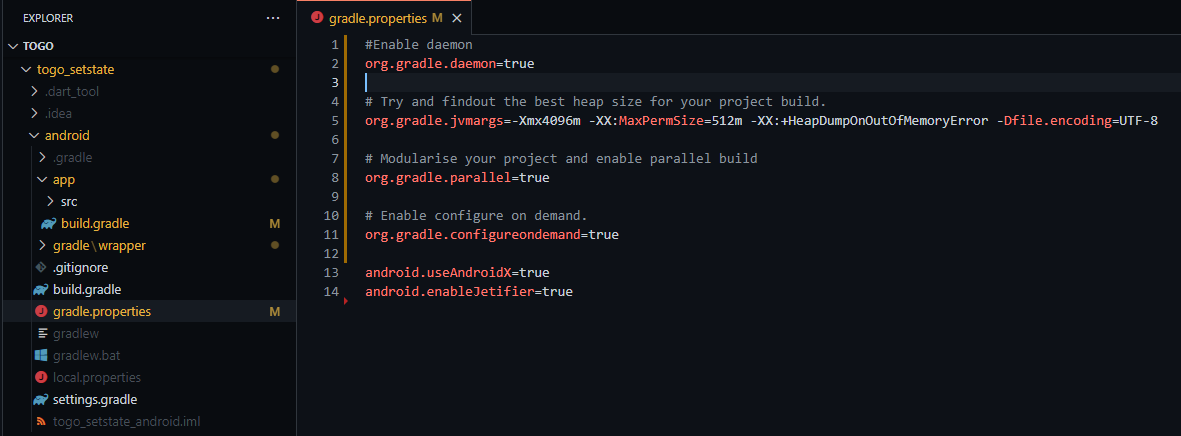 EXPLORER
···
TOGO
togo_setstate
.dart_tool
.idea
android
.gradle
app
src
build.gradle M
gradle\wrapper
.gitignore
build.gradle
gradle.properties M
gradlew
gradlew.bat
local.properties
settings.gradle
togo_setstate_android.iml
gradle.properties M
1 #Enable daemon
2 org.gradle.daemon=true
3
4 # Try and findout the best heap size for your project build.
5 org.gradle.jvmargs=-Xmx4096m -XX:MaxPermSize=512m -XX:+HeapDumpOnOutOfMemoryError -Dfile.encoding=UTF-8
6
7 # Modularise your project and enable parallel build
8 org.gradle.parallel=true
9
10 # Enable configure on demand.
11 org.gradle.configureondemand=true
12
13 android.useAndroidX=true
14 android.enableJetifier=true